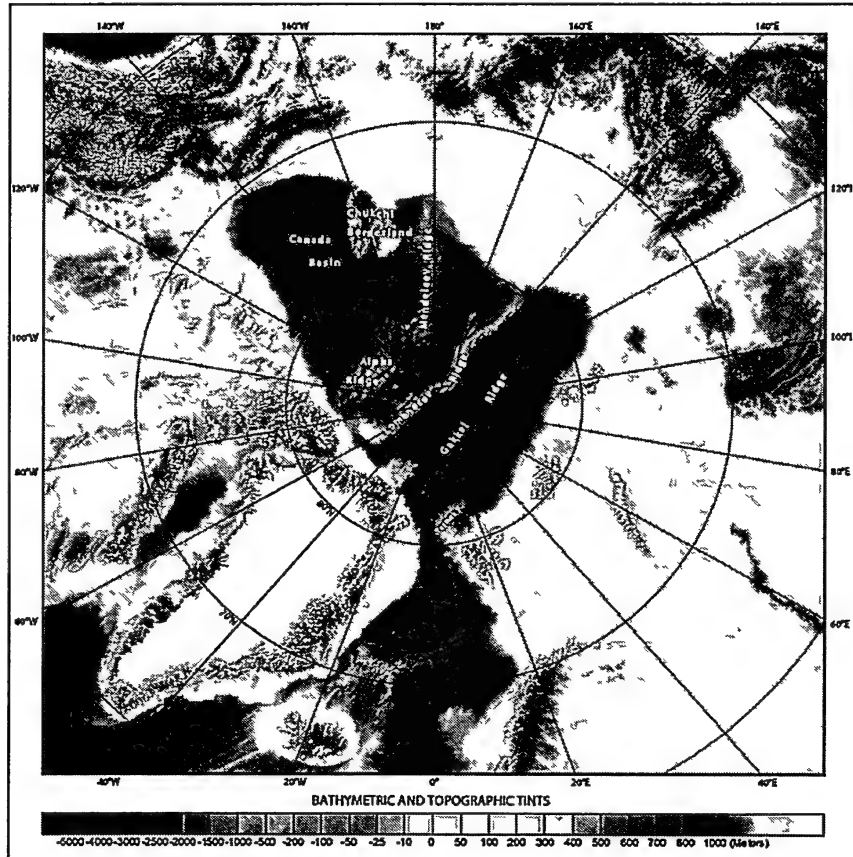 140°W 160°W 180° 160°E 140°E
120°W 120°E
Chukchi
Borderland
Canada
Basin
Mendeleev Ridge
100°W 100°E
Alpha
Ridge
Ridge
Gakkel Ridge
80°W 80°E
80N
70N
60°W 60°E
40°W 20°W 0° 20°E 40°E
BATHYMETRIC AND TOPOGRAPHIC TINTS
-5000 -4000 -3000 -2500 -2000 -1500 -1000 -500 -200 -100 -50 -25 -10 0 50 100 200 300 400 500 600 700 800 1000 (Meters)